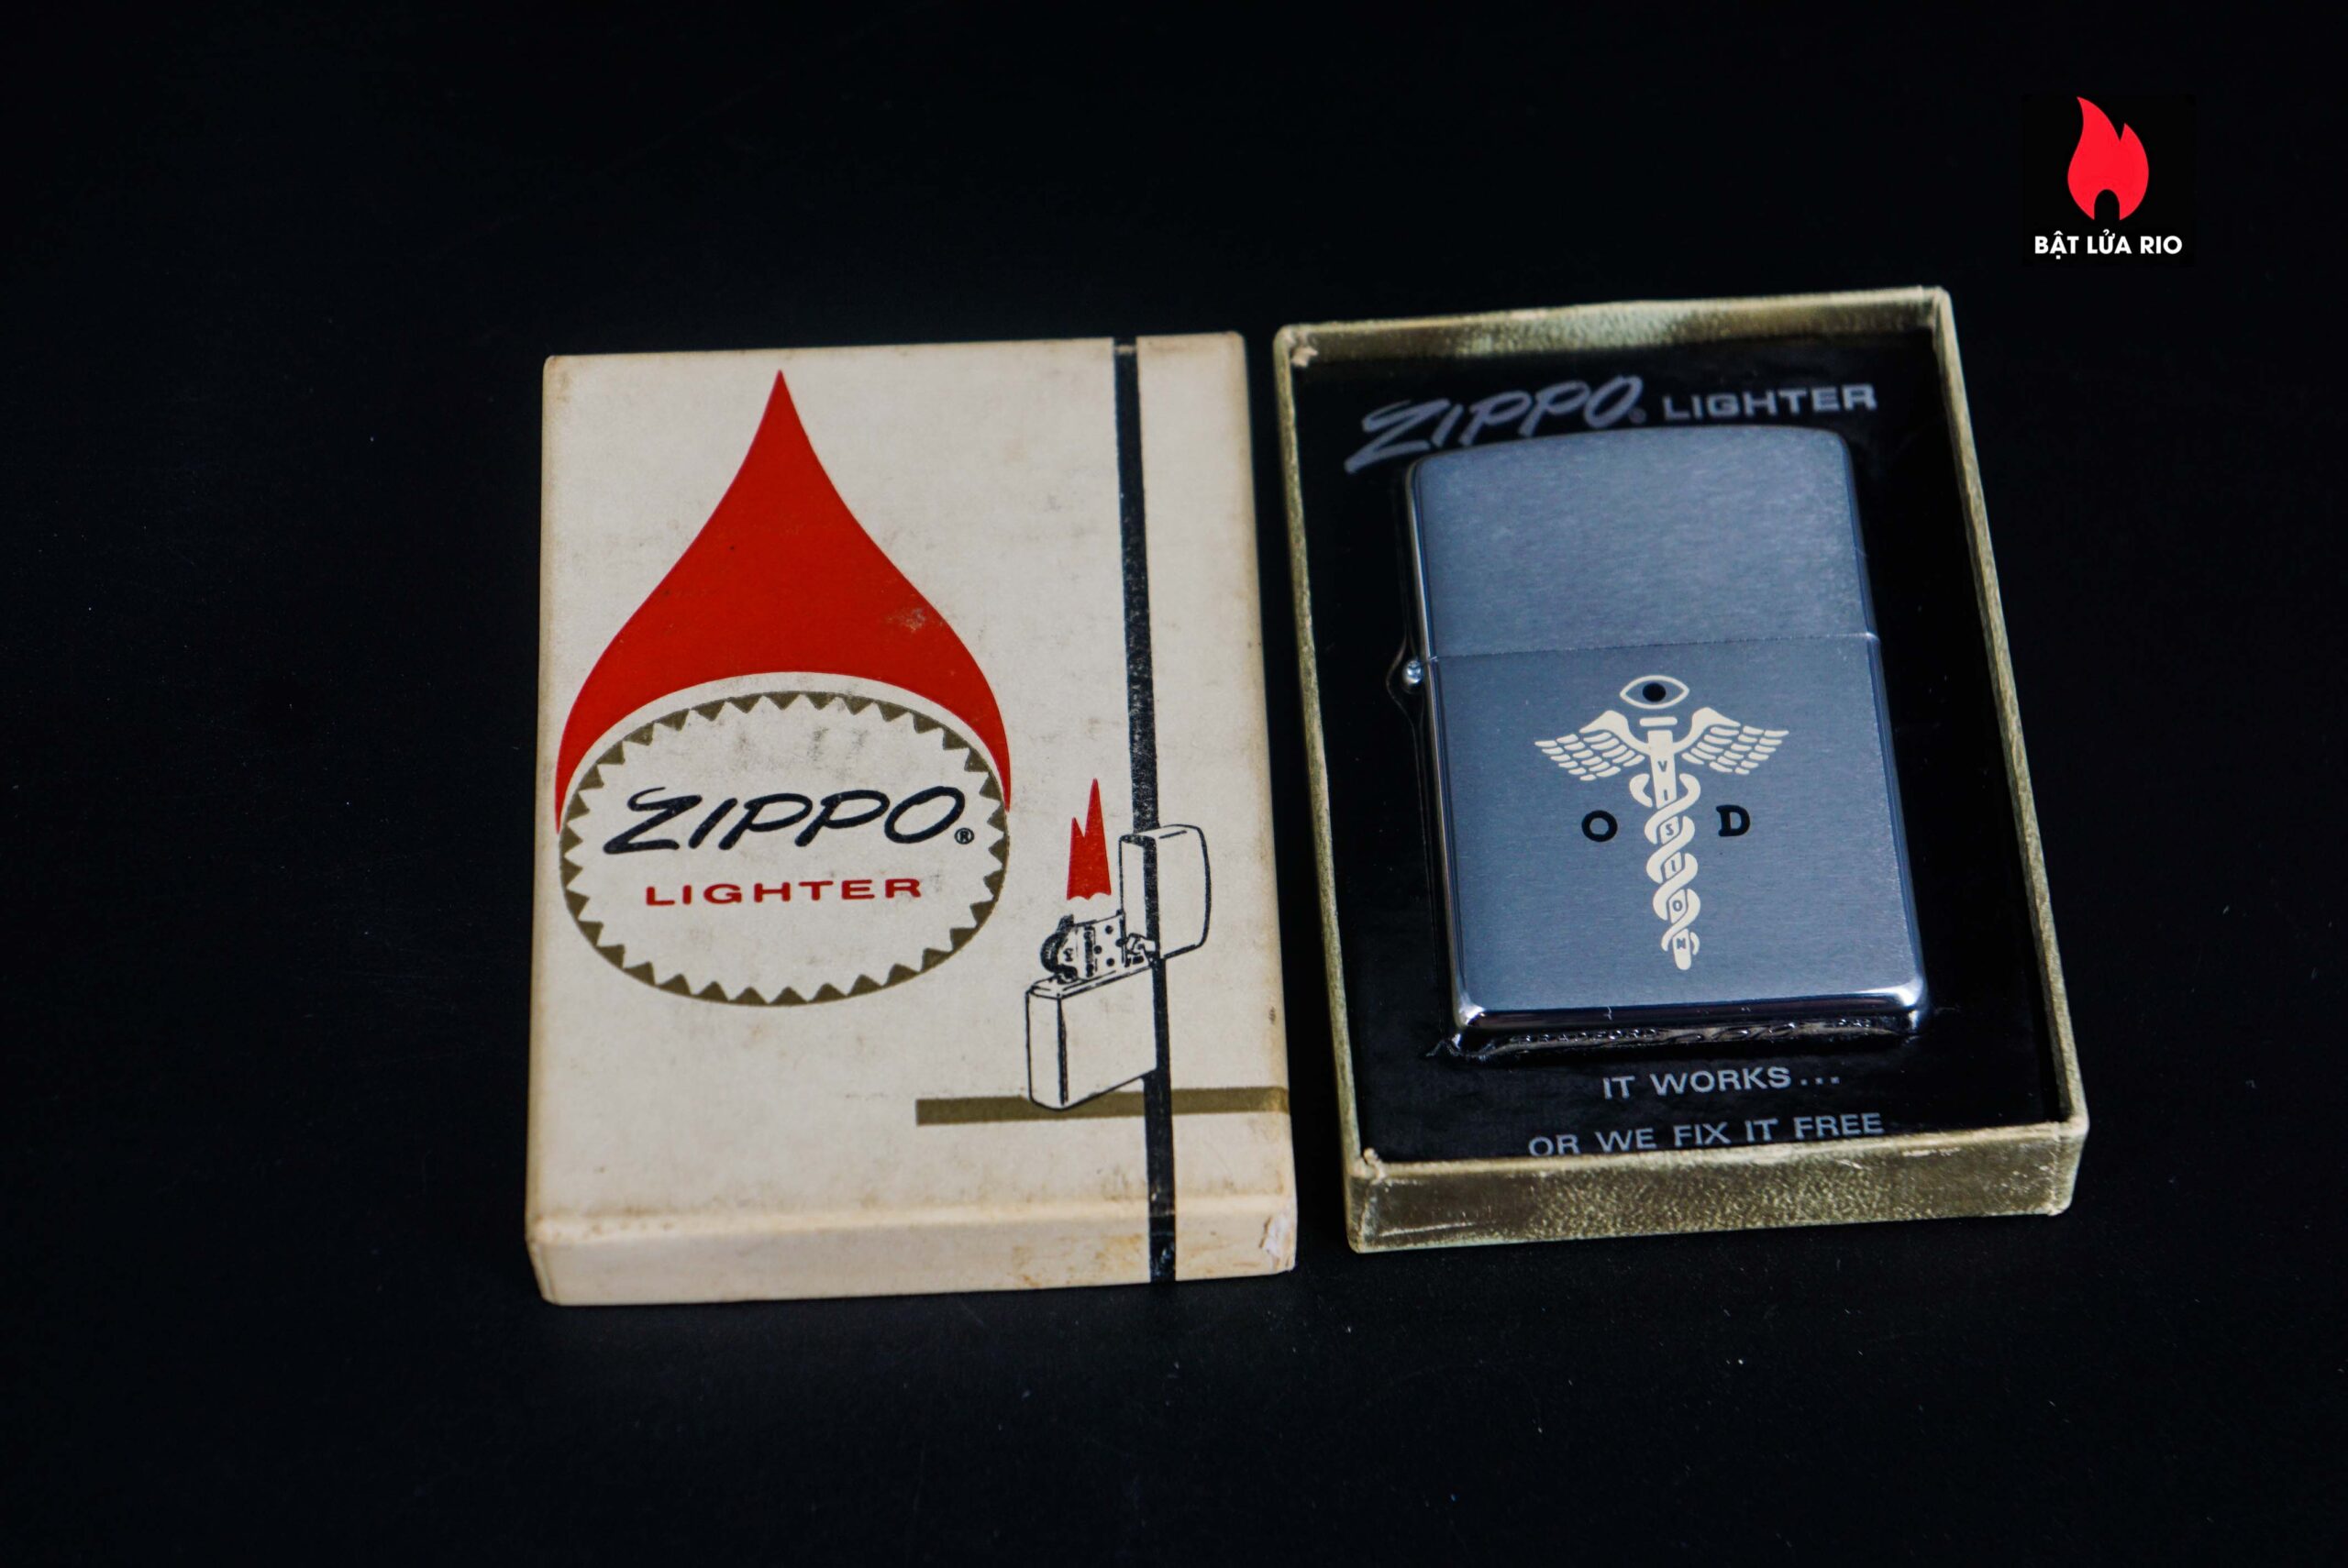 BẬT LỬA RIO
ZIPPO®
LIGHTER
ZIPPO® LIGHTER
VISION
O D
IT WORKS...
OR WE FIX IT FREE